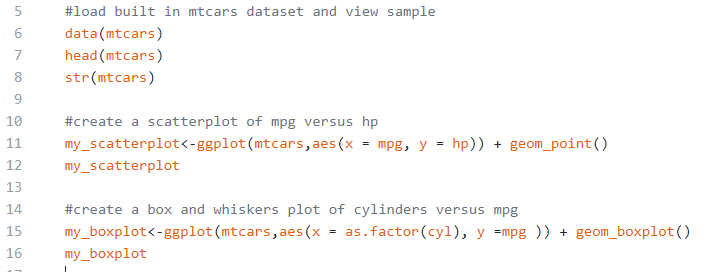 5 #load built in mtcars dataset and view sample
6 data(mtcars)
7 head(mtcars)
8 str(mtcars)
9
10 #create a scatterplot of mpg versus hp
11 my_scatterplot<-ggplot(mtcars,aes(x = mpg, y = hp)) + geom_point()
12 my_scatterplot
13
14 #create a box and whiskers plot of cylinders versus mpg
15 my_boxplot<-ggplot(mtcars,aes(x = as.factor(cyl), y =mpg )) + geom_boxplot()
16 my_boxplot